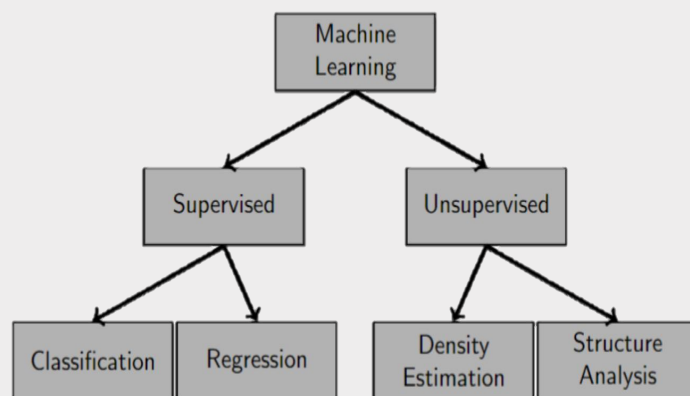 Machine
Learning
Supervised
Unsupervised
Classification
Regression
Density
Estimation
Structure
Analysis